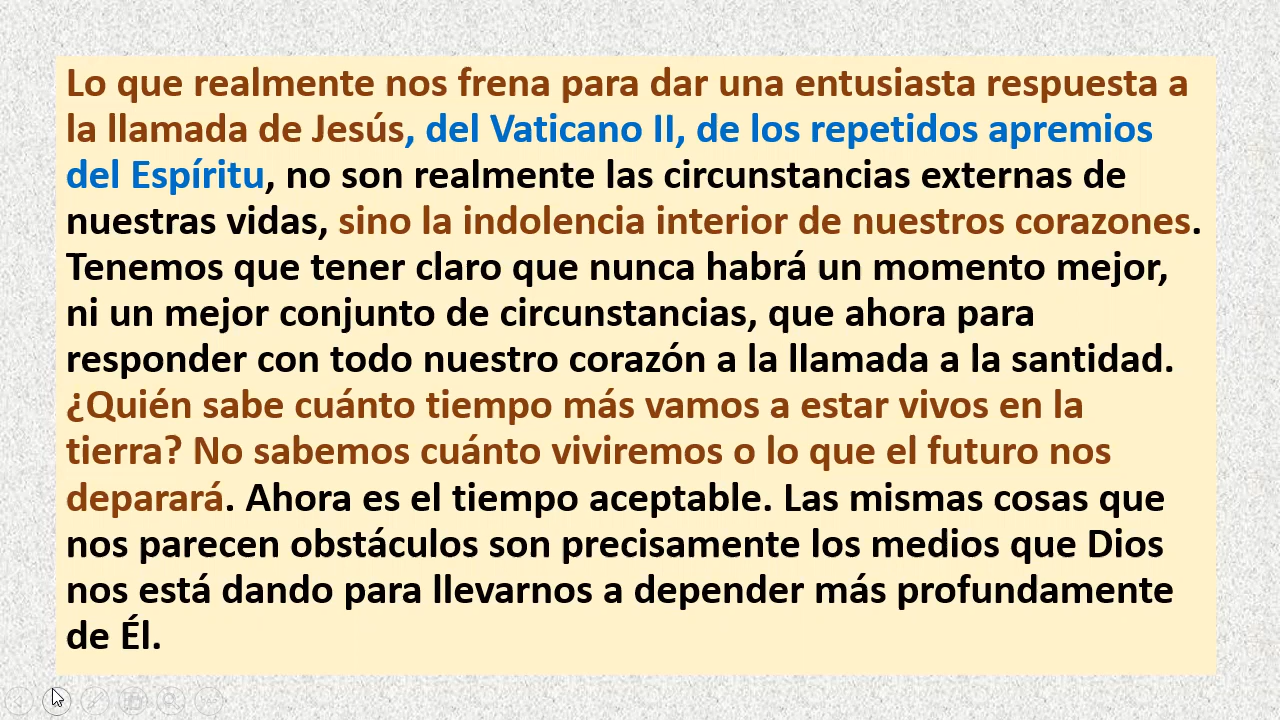 Lo que realmente nos frena para dar una entusiasta respuesta a
la llamada de Jesús, del Vaticano II, de los repetidos apremios
del Espíritu, no son realmente las circunstancias externas de
nuestras vidas, sino la indolencia interior de nuestros corazones.
Tenemos que tener claro que nunca habrá un momento mejor,
ni un mejor conjunto de circunstancias, que ahora para
responder con todo nuestro corazón a la llamada a la santidad.
¿Quién sabe cuánto tiempo más vamos a estar vivos en la
tierra? No sabemos cuánto viviremos o lo que el futuro nos
deparará. Ahora es el tiempo aceptable. Las mismas cosas que
nos parecen obstáculos son precisamente los medios que Dios
nos está dando para llevarnos a depender más profundamente
de Él.